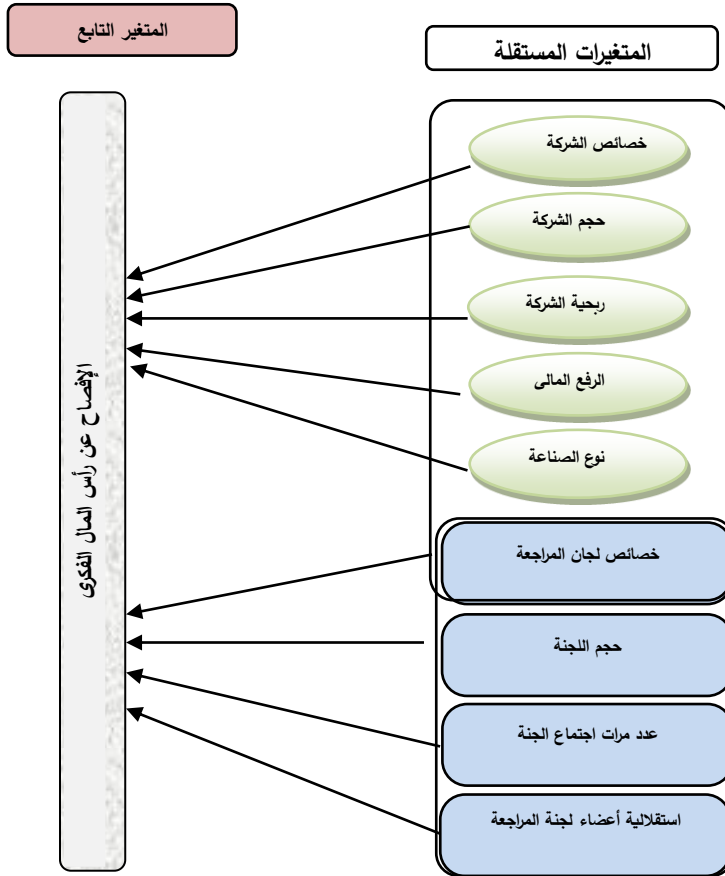 المتغيرات المستقلة
المتغير التابع
خصائص الشركة
حجم الشركة
ربحية الشركة
الرفع المالى
نوع الصناعة
خصائص لجان المراجعة
حجم اللجنة
عدد مرات اجتماع الجنة
استقلالية أعضاء لجنة المراجعة
الإفصاح عن رأس المال الفكرى